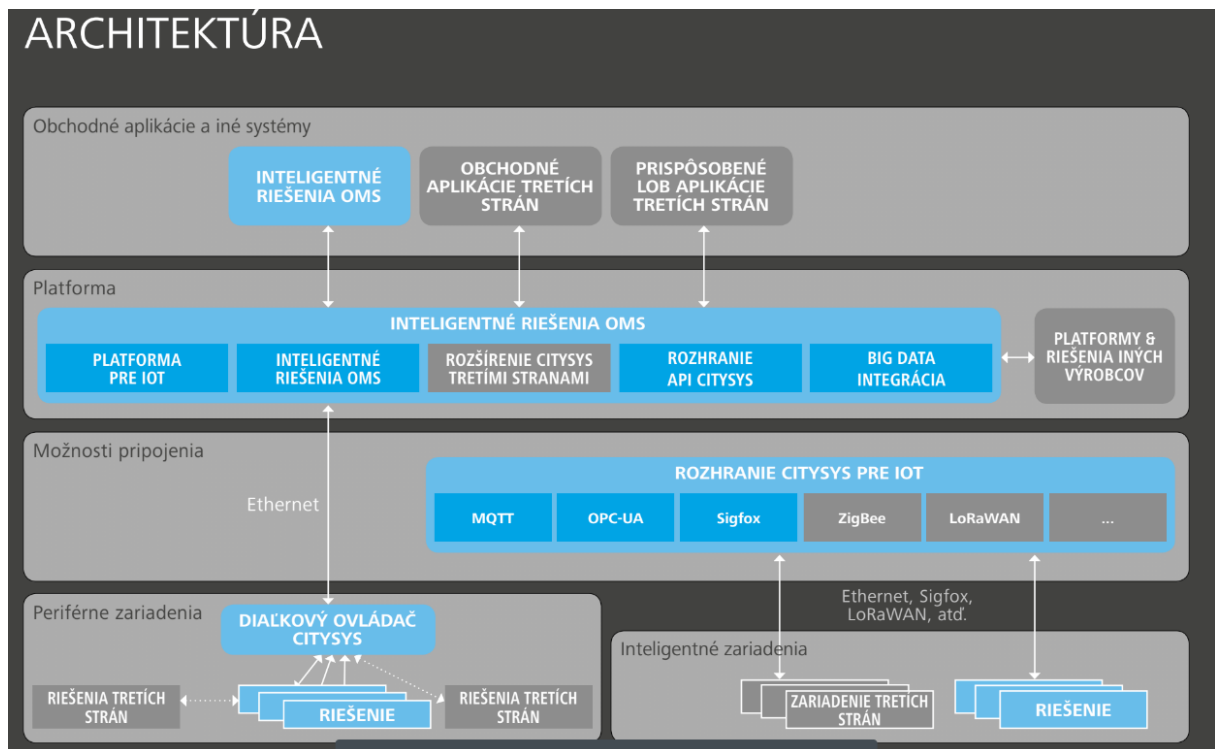 ARCHITEKTÚRA
Obchodné aplikácie a iné systémy
INTELIGENTNÉ
RIEŠENIA OMS
OBCHODNÉ
APLIKÁCIE TRETÍCH
STRÁN
PRISPÔSOBENÉ
LOB APLIKÁCIE
TRETÍCH STRÁN
Platforma
INTELIGENTNÉ RIEŠENIA OMS
PLATFORMA
PRE IOT
INTELIGENTNÉ
RIEŠENIA OMS
ROZŠÍRENIE CITYSYS
TRETÍMI STRANAMI
ROZHRANIE
API CITYSYS
BIG DATA
INTEGRÁCIA
PLATFORMY &
RIEŠENIA INÝCH
VÝROBCOV
Možnosti pripojenia
Ethernet
ROZHRANIE CITYSYS PRE IOT
MQTT
OPC-UA
Sigfox
ZigBee
LoRaWAN
...
Ethernet, Sigfox,
LoRaWAN, atď.
Periférne zariadenia
DIAĽKOVÝ OVLÁDAČ
CITYSYS
RIEŠENIA TRETÍCH
STRÁN
RIEŠENIE
RIEŠENIA TRETÍCH
STRÁN
Inteligentné zariadenia
ZARIADENIE TRETÍCH
STRÁN
RIEŠENIE